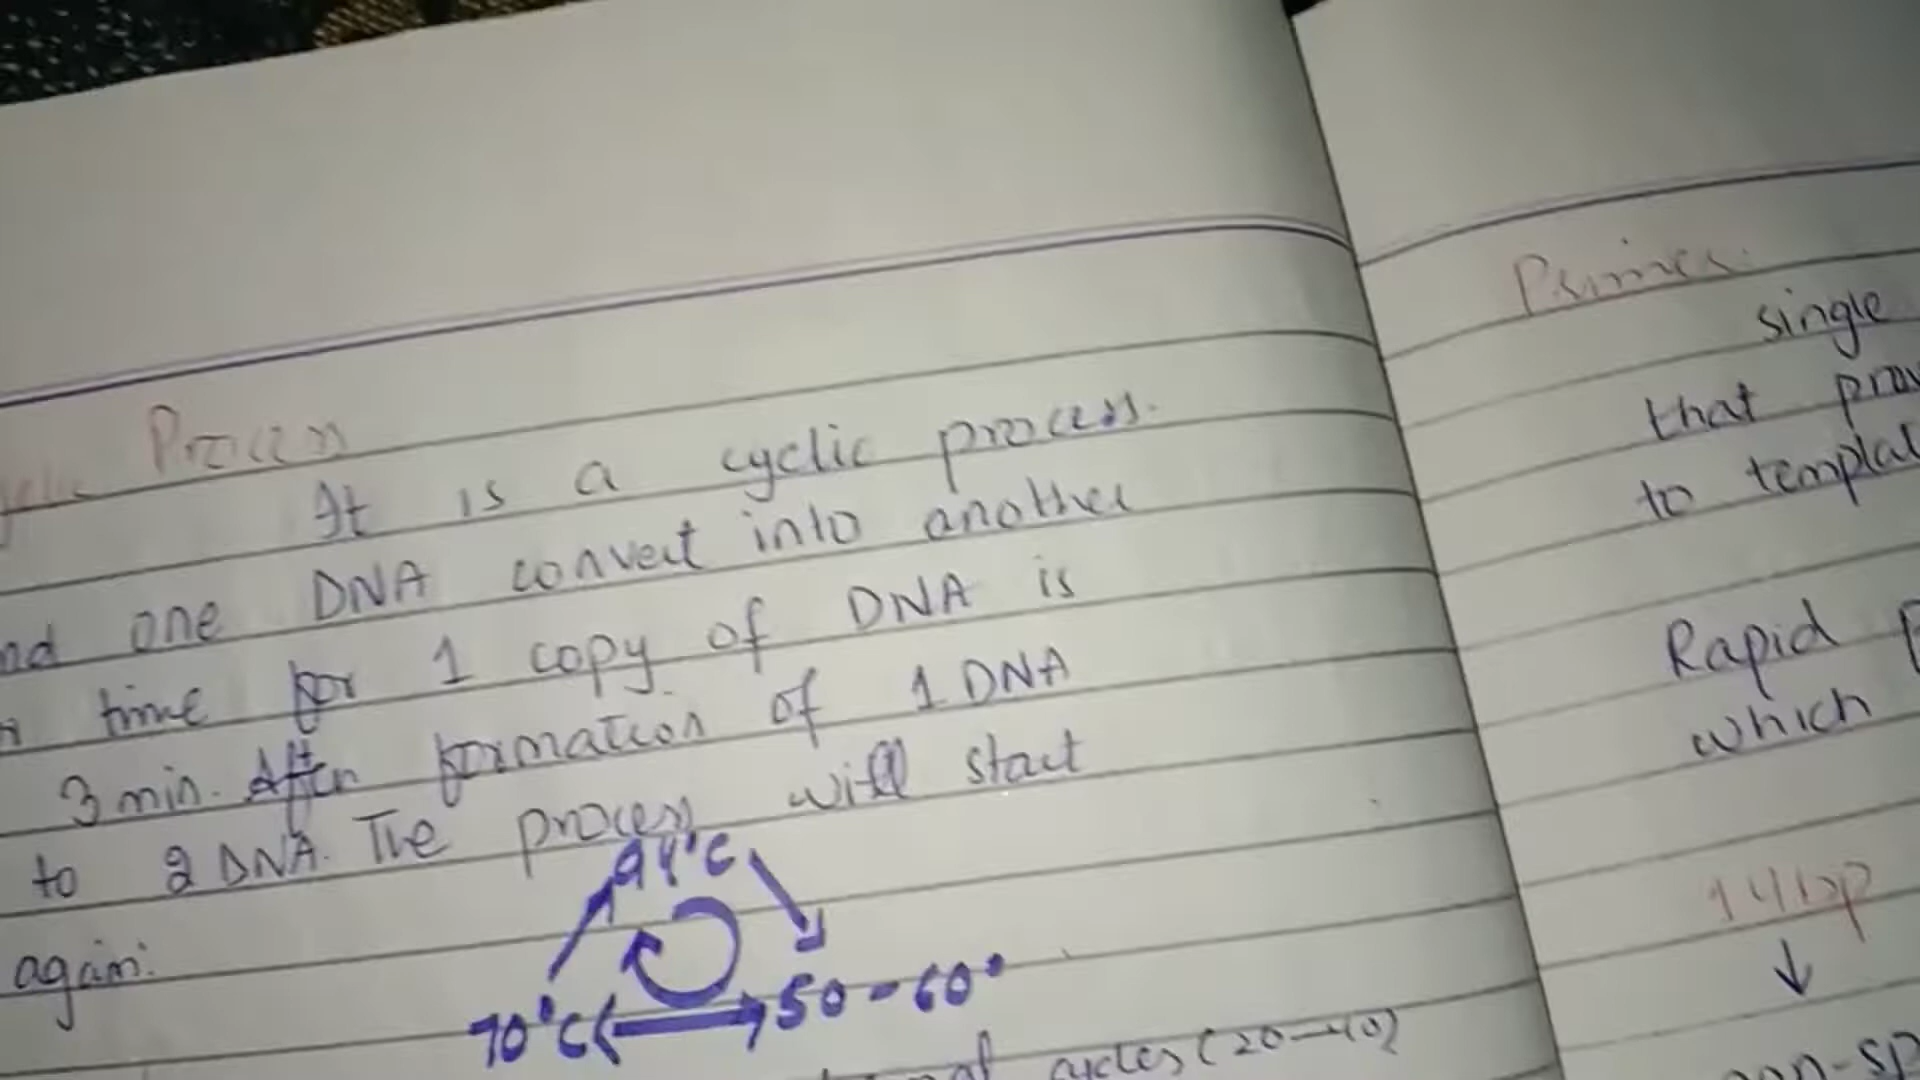 Process
It is a cyclic process.
one DNA convert into another
time for 1 copy of DNA is
3 min. After formation of 1 DNA
to 2 DNA. The process will start
again.
94°C
70°C 50-60°
cycles (20-40)
Primer
single
that
to
Rapid
which